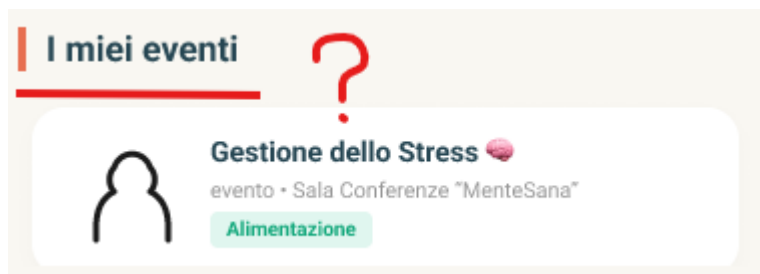 I miei eventi
?
Gestione dello Stress 🧠
evento • Sala Conferenze "MenteSana"
Alimentazione